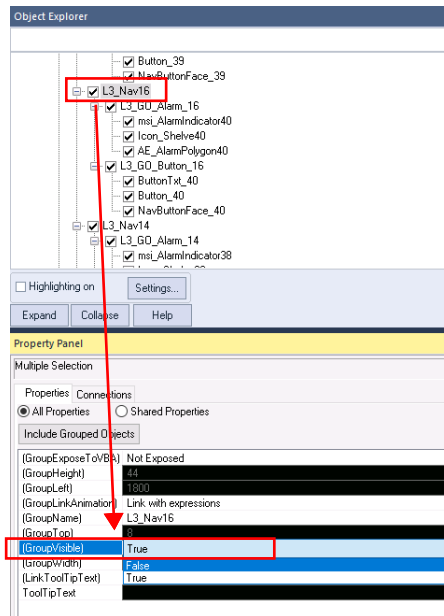 Object Explorer
Button_39
NavButtonFace_39
L3_Nav16
L3_GO_Alarm_16
msi_AlarmIndicator40
Icon_Shelve40
AE_AlarmPolygon40
L3_GO_Button_16
ButtonTxt_40
Button_40
NavButtonFace_40
L3_Nav14
L3_GO_Alarm_14
msi_AlarmIndicator38
Highlighting on
Settings...
Expand
Collapse
Help
Property Panel
Multiple Selection
Properties
Connections
All Properties
Shared Properties
Include Grouped Objects
(GroupExposeToVBA) Not Exposed
(GroupHeight) 44
(GroupLeft) 1800
(GroupLinkAnimation) Link with expressions
(GroupName) L3_Nav16
(GroupTop) 8
(GroupVisible) True
(GroupWidth) False
(LinkToolTipText) True
ToolTipText